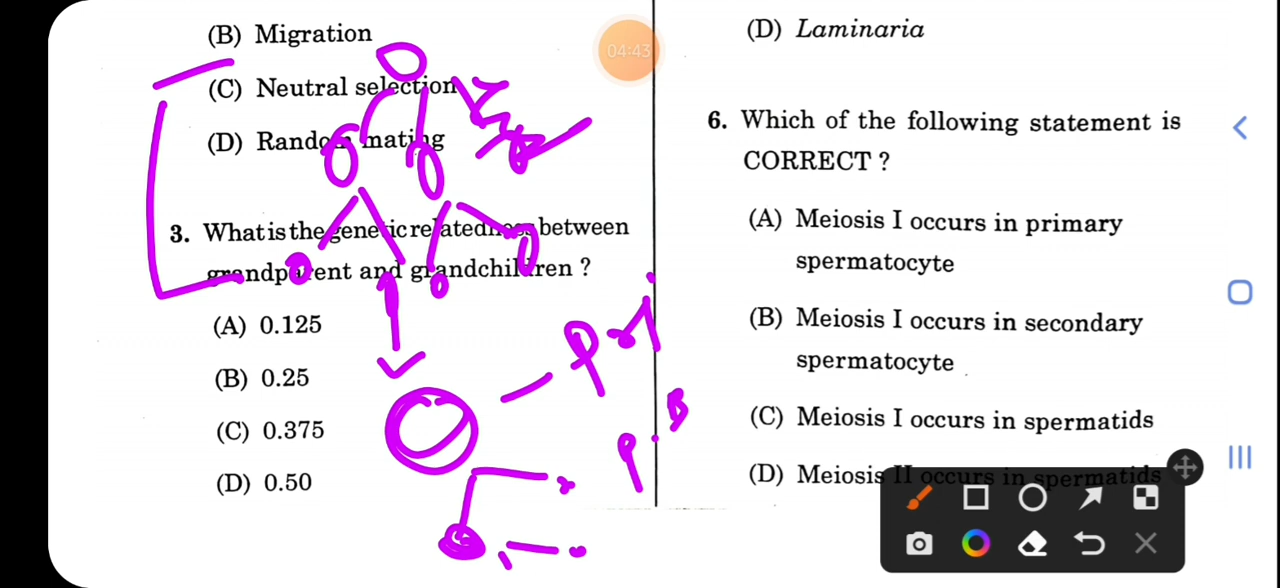 (B) Migration
(C) Neutral selection
(D) Random mating
3. What is the genetic relatedness between
grandparent and grandchildren ?
(A) 0.125
(B) 0.25
(C) 0.375
(D) 0.50
04:43
(D) Laminaria
6. Which of the following statement is
CORRECT ?
(A) Meiosis I occurs in primary
spermatocyte
(B) Meiosis I occurs in secondary
spermatocyte
(C) Meiosis I occurs in spermatids
(D) Meiosis II occurs in spermatids